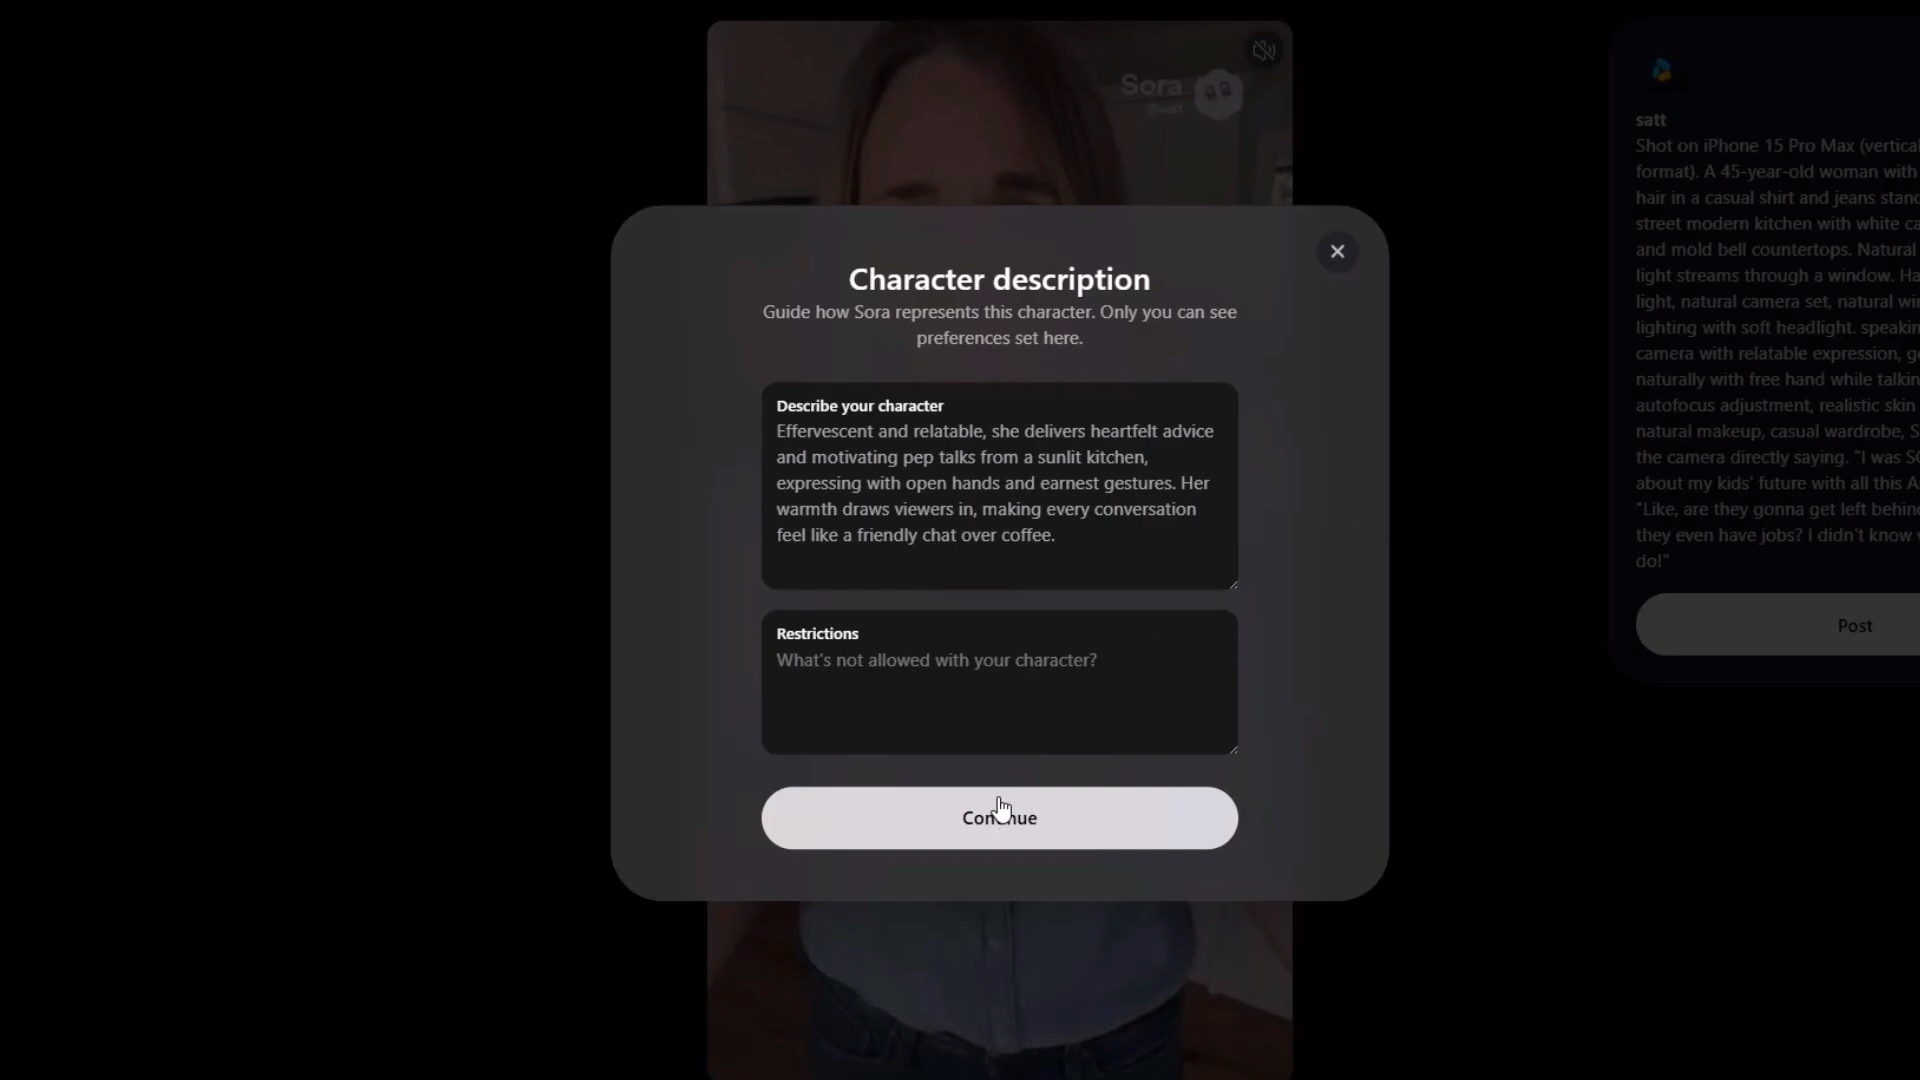 Sora
satt
Shot on iPhone 15 Pro Max (vertical
format). A 45-year-old woman with
hair in a casual shirt and jeans stand
street modern kitchen with white ca
and mold bell countertops. Natural
light streams through a window. Ha
light, natural camera set, natural win
lighting with soft headlight. speakin
camera with relatable expression, ge
naturally with free hand while talkin
autofocus adjustment, realistic skin
natural makeup, casual wardrobe, S
the camera directly saying. "I was SO
about my kids' future with all this A
"Like, are they gonna get left behin
they even have jobs? I didn't know w
do!"
Post
Character description
Guide how Sora represents this character. Only you can see
preferences set here.
Describe your character
Effervescent and relatable, she delivers heartfelt advice
and motivating pep talks from a sunlit kitchen,
expressing with open hands and earnest gestures. Her
warmth draws viewers in, making every conversation
feel like a friendly chat over coffee.
Restrictions
What's not allowed with your character?
Continue